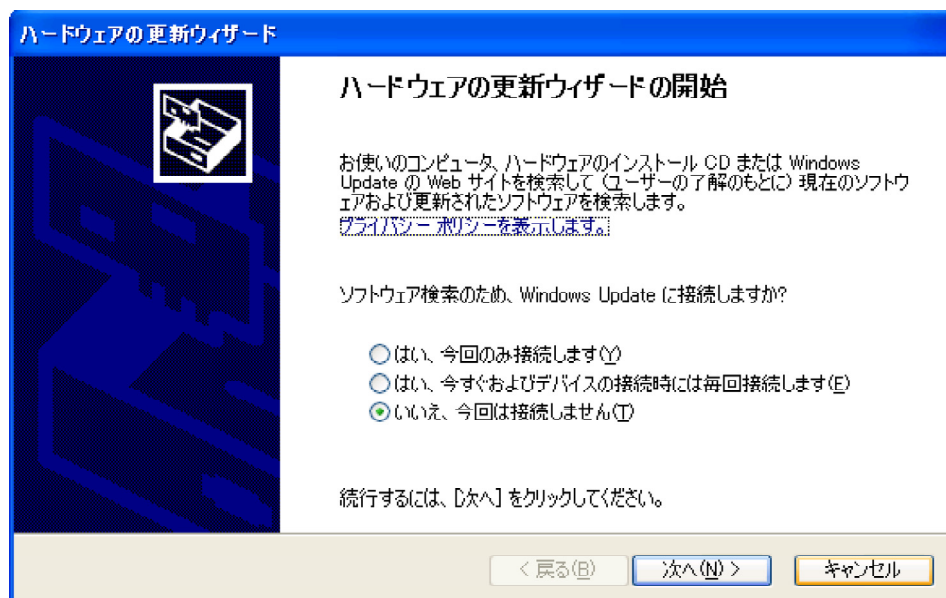 ハードウェアの更新ウィザード
ハードウェアの更新ウィザードの開始
お使いのコンピュータ、ハードウェアのインストール CD または Windows
Update の Web サイトを検索して (ユーザーの了解のもとに) 現在のソフトウ
ェアおよび更新されたソフトウェアを検索します。
プライバシー ポリシーを表示します。
ソフトウェア検索のため、Windows Update に接続しますか?
はい、今回のみ接続します(Y)
はい、今すぐおよびデバイスの接続時には毎回接続します(E)
いいえ、今回は接続しません(T)
続行するには、[次へ] をクリックしてください。
< 戻る(B) 次へ(N) > キャンセル